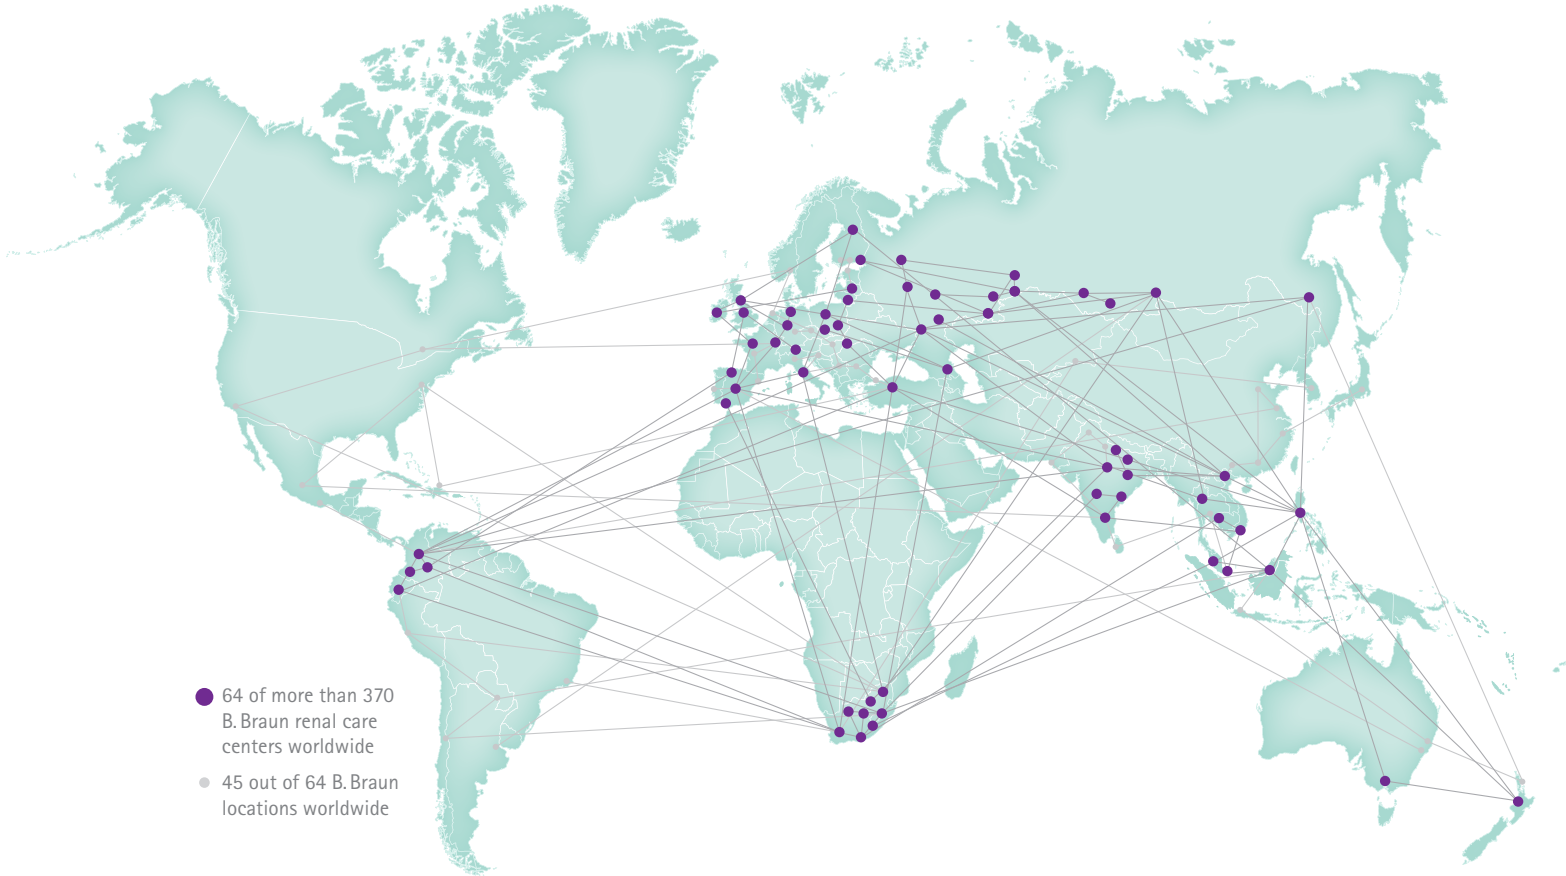 64 of more than 370
B. Braun renal care
centers worldwide
45 out of 64 B. Braun
locations worldwide